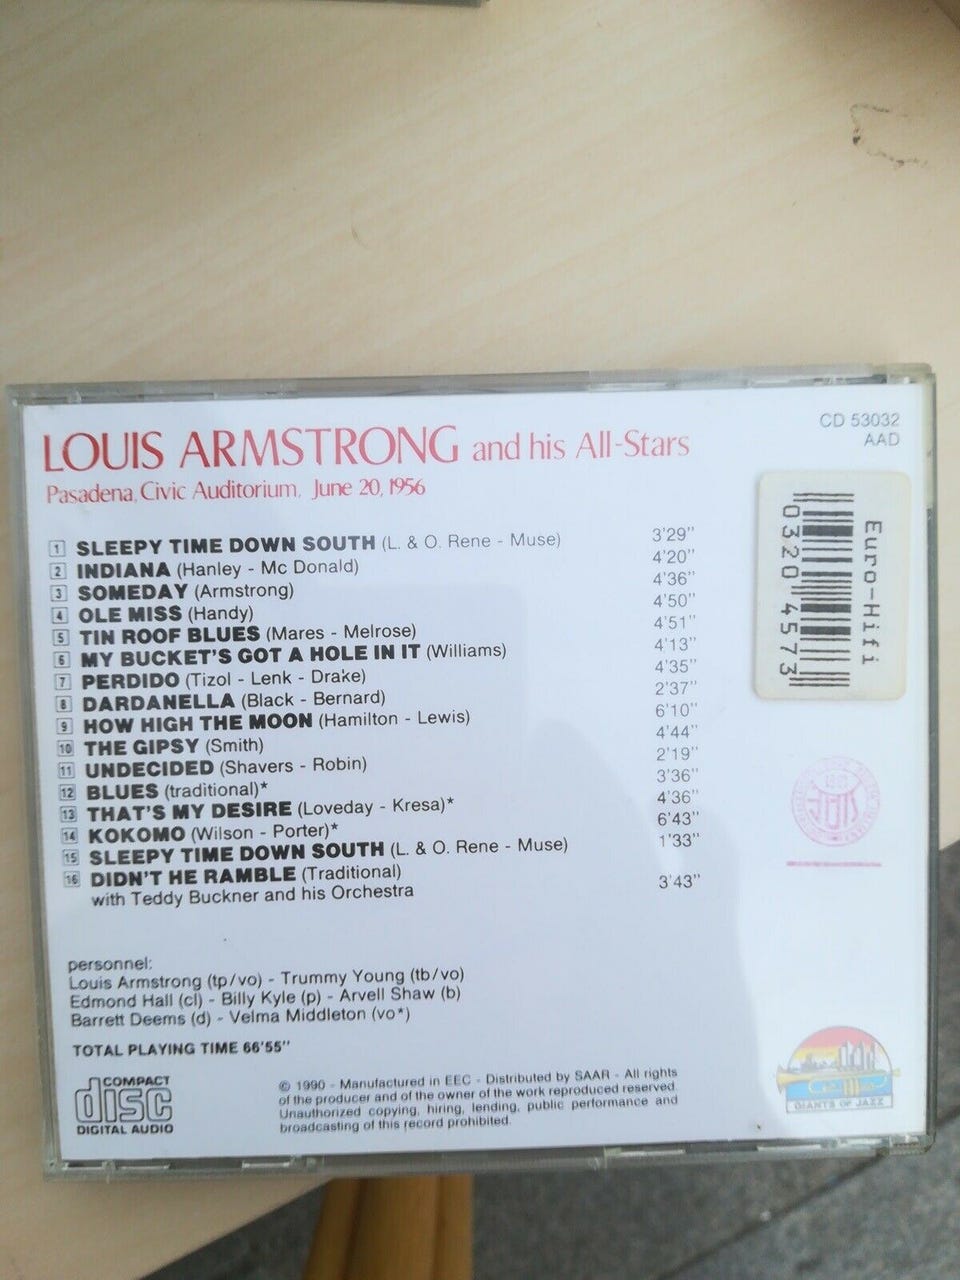 LOUIS ARMSTRONG and his All-Stars
Pasadena, Civic Auditorium, June 20, 1956
CD 53032
AAD
1 SLEEPY TIME DOWN SOUTH (L. & O. Rene - Muse) 3'29"
2 INDIANA (Hanley - Mc Donald) 4'20"
3 SOMEDAY (Armstrong) 4'36"
4 OLE MISS (Handy) 4'50"
5 TIN ROOF BLUES (Mares - Melrose) 4'51"
6 MY BUCKET'S GOT A HOLE IN IT (Williams) 4'13"
7 PERDIDO (Tizol - Lenk - Drake) 4'35"
8 DARDANELLA (Black - Bernard) 2'37"
9 HOW HIGH THE MOON (Hamilton - Lewis) 6'10"
10 THE GIPSY (Smith) 4'44"
11 UNDECIDED (Shavers - Robin) 2'19"
12 BLUES (traditional)* 3'36"
13 THAT'S MY DESIRE (Loveday - Kresa)* 4'36"
14 KOKOMO (Wilson - Porter)* 6'43"
15 SLEEPY TIME DOWN SOUTH (L. & O. Rene - Muse) 1'33"
16 DIDN'T HE RAMBLE (Traditional)
with Teddy Buckner and his Orchestra 3'43"
Euro-Hifi
0320 4573
personnel:
Louis Armstrong (tp/vo) - Trummy Young (tb/vo)
Edmond Hall (cl) - Billy Kyle (p) - Arvell Shaw (b)
Barrett Deems (d) - Velma Middleton (vo*)
TOTAL PLAYING TIME 66'55"
COMPACT
disc
DIGITAL AUDIO
© 1990 - Manufactured in EEC - Distributed by SAAR - All rights
of the producer and of the owner of the work reproduced reserved.
Unauthorized copying, hiring, lending, public performance and
broadcasting of this record prohibited.
GIANTS OF JAZZ